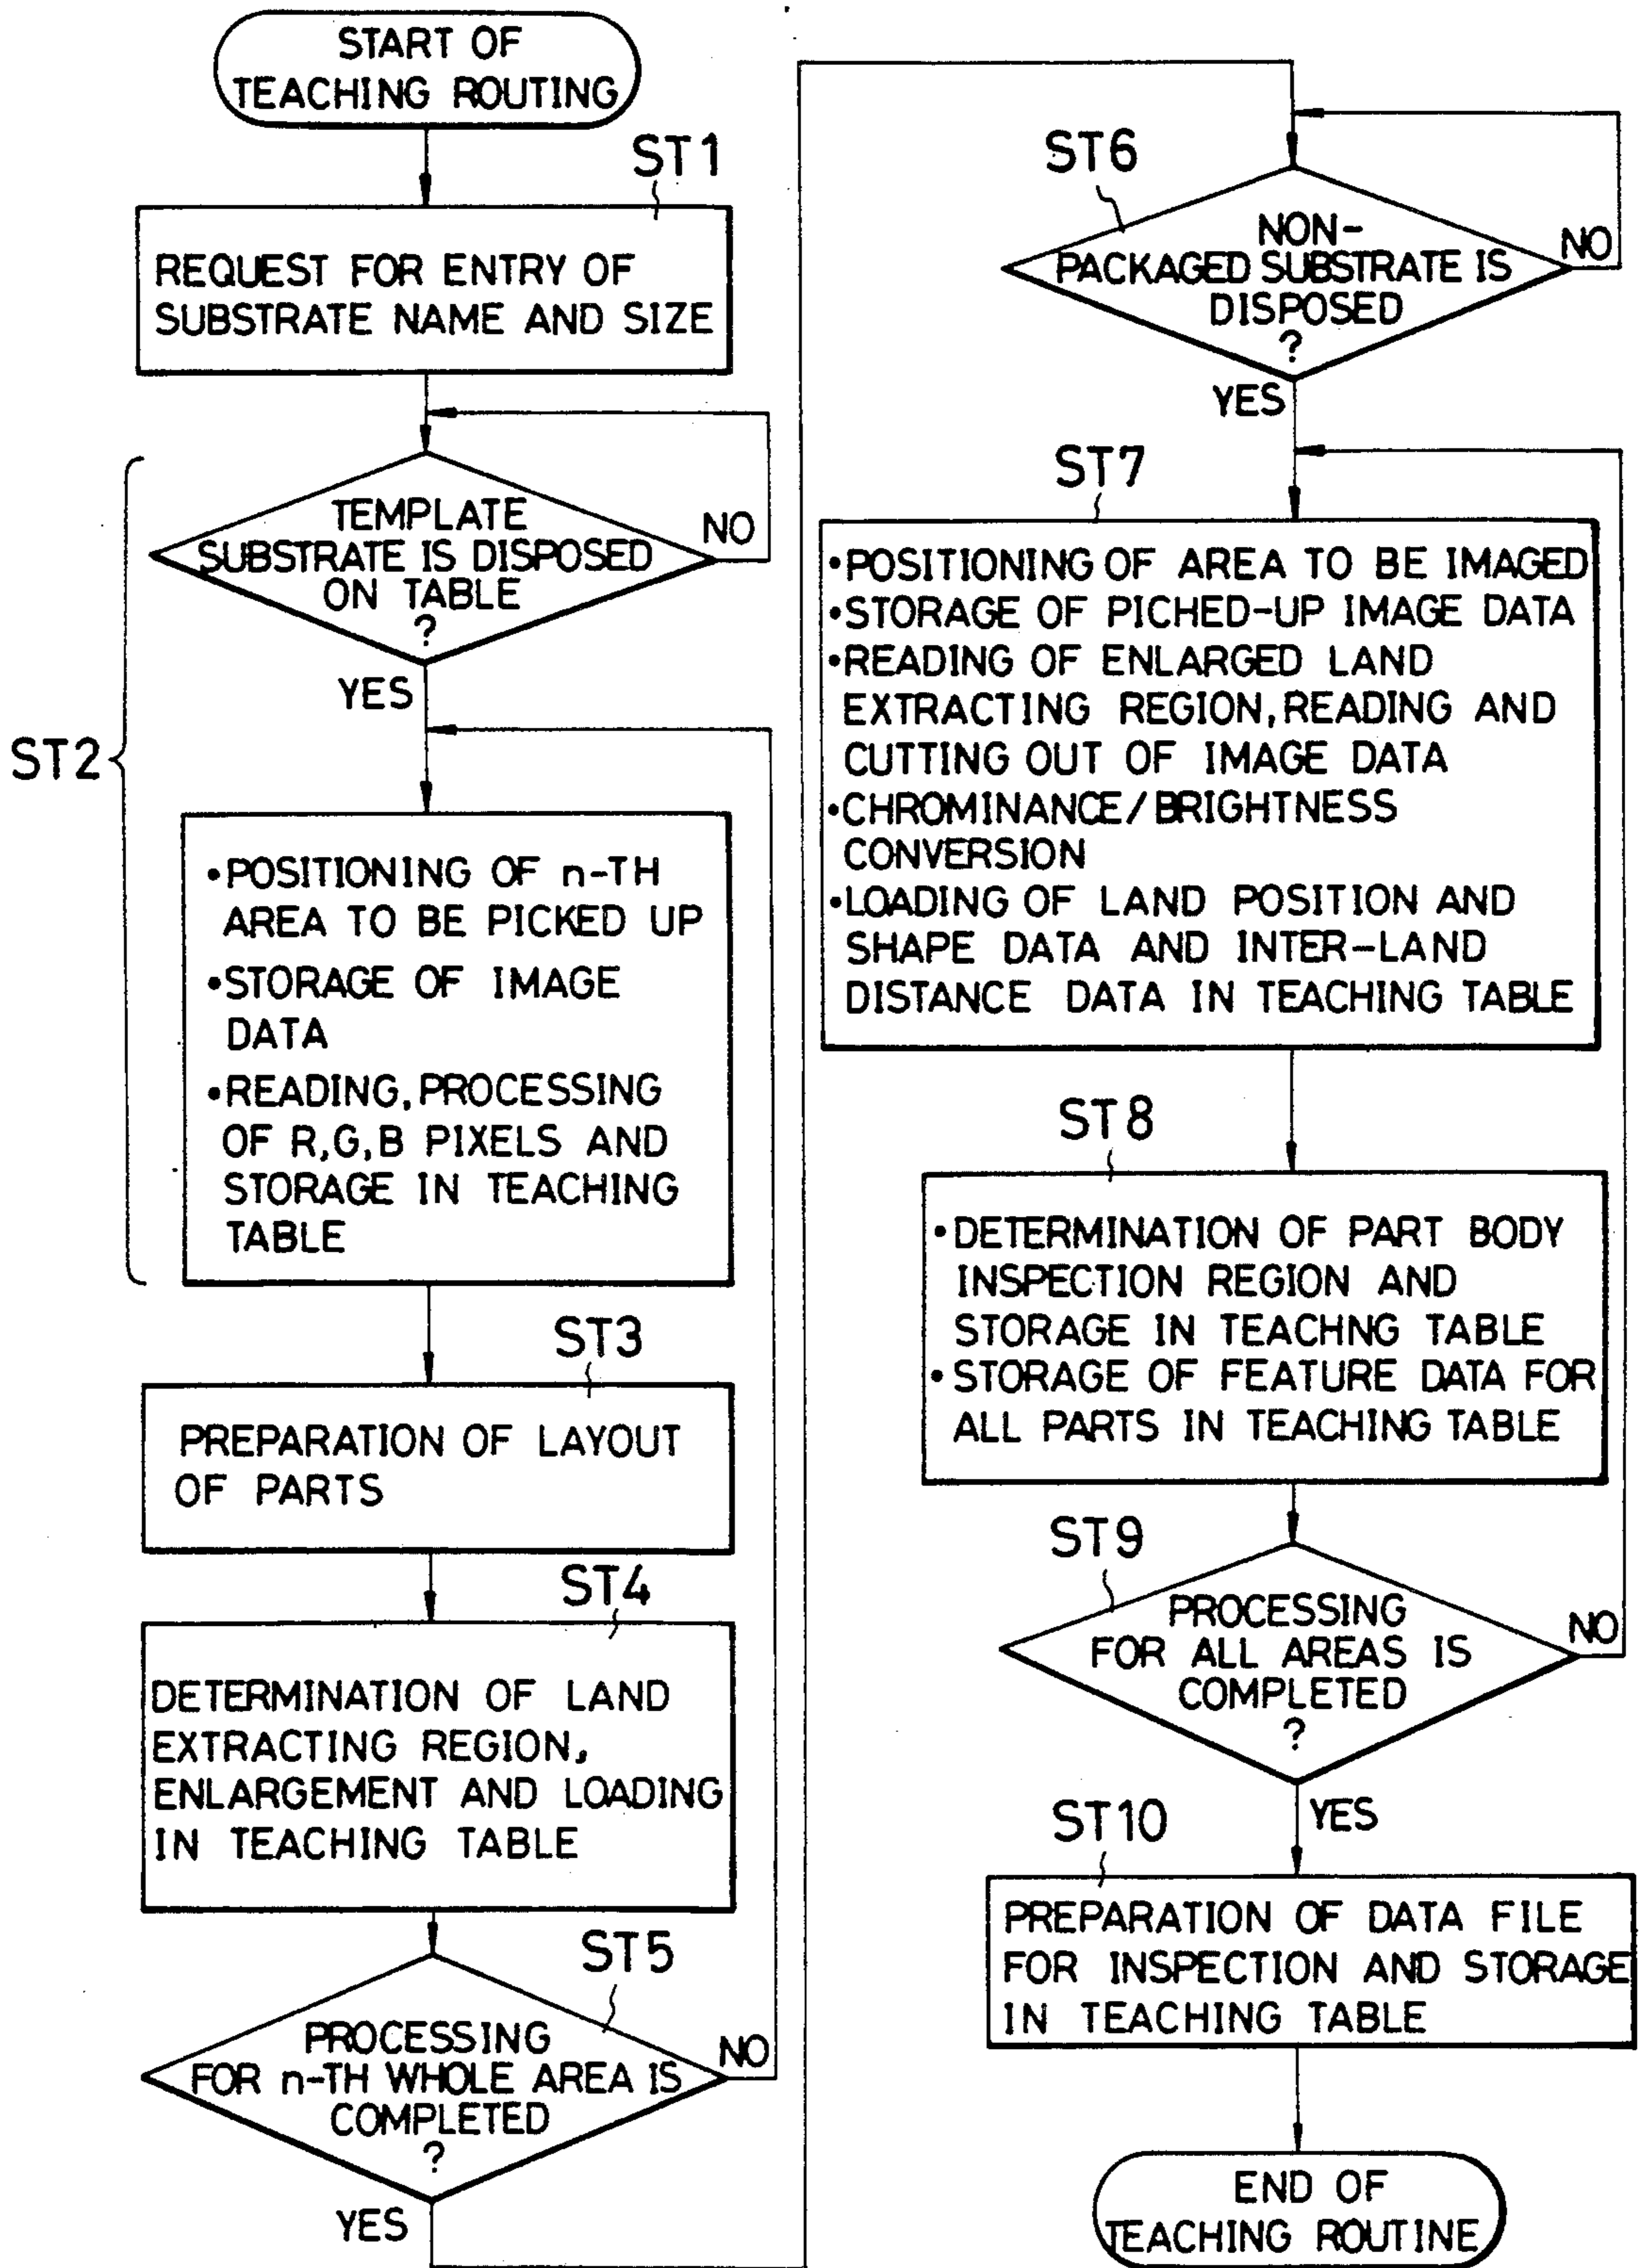 START OF
TEACHING ROUTING
ST1
REQUEST FOR ENTRY OF
SUBSTRATE NAME AND SIZE
ST2
TEMPLATE
SUBSTRATE IS DISPOSED
ON TABLE
?
NO
YES
•POSITIONING OF n-TH
AREA TO BE PICKED UP
•STORAGE OF IMAGE
DATA
•READING, PROCESSING
OF R,G,B PIXELS AND
STORAGE IN TEACHING
TABLE
ST3
PREPARATION OF LAYOUT
OF PARTS
ST4
DETERMINATION OF LAND
EXTRACTING REGION,
ENLARGEMENT AND LOADING
IN TEACHING TABLE
ST5
PROCESSING
FOR n-TH WHOLE AREA IS
COMPLETED
?
NO
YES
ST6
NON-
PACKAGED SUBSTRATE IS
DISPOSED
?
NO
YES
ST7
•POSITIONING OF AREA TO BE IMAGED
•STORAGE OF PICHED-UP IMAGE DATA
•READING OF ENLARGED LAND
EXTRACTING REGION, READING AND
CUTTING OUT OF IMAGE DATA
•CHROMINANCE/BRIGHTNESS
CONVERSION
•LOADING OF LAND POSITION AND
SHAPE DATA AND INTER-LAND
DISTANCE DATA IN TEACHING TABLE
ST8
•DETERMINATION OF PART BODY
INSPECTION REGION AND
STORAGE IN TEACHNG TABLE
•STORAGE OF FEATURE DATA FOR
ALL PARTS IN TEACHING TABLE
ST9
PROCESSING
FOR ALL AREAS IS
COMPLETED
?
NO
YES
ST10
PREPARATION OF DATA FILE
FOR INSPECTION AND STORAGE
IN TEACHING TABLE
END OF
TEACHING ROUTINE